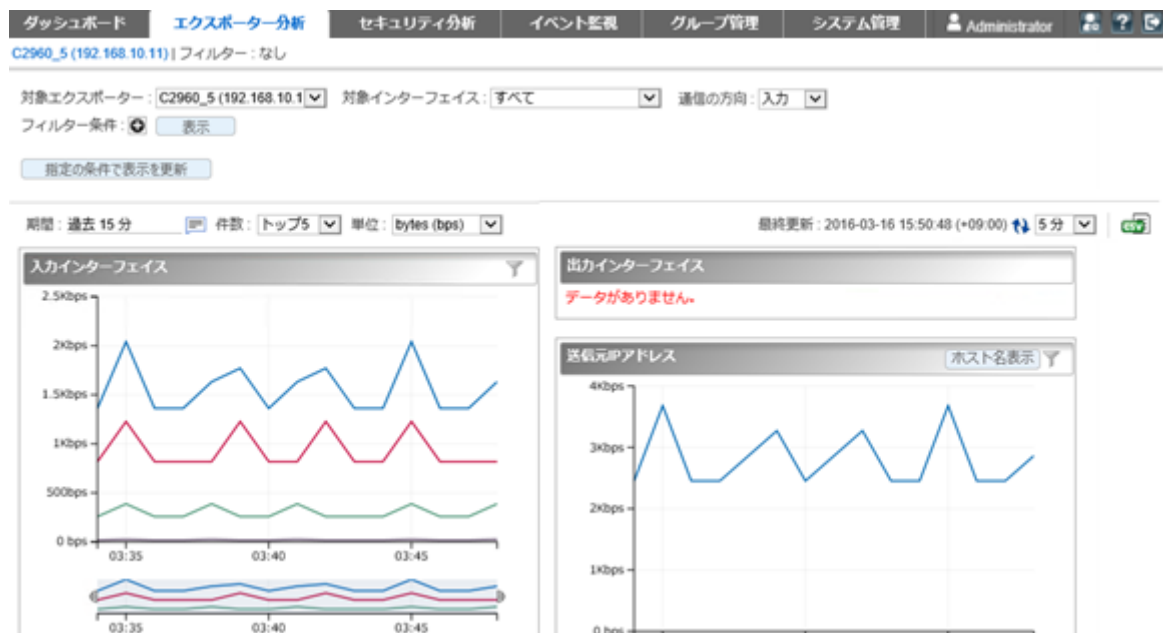 ダッシュボード エクスポーター分析 セキュリティ分析 イベント監視 グループ管理 システム管理 Administrator
C2960_5 (192.168.10.11) | フィルター : なし
対象エクスポーター : C2960_5 (192.168.10.1 対象インターフェイス : すべて 通信の方向 : 入力
フィルター条件 : 表示
指定の条件で表示を更新
期間 : 過去 15 分 件数 : トップ5 単位 : bytes (bps) 最終更新 : 2016-03-16 15:50:48 (+09:00) 5 分 CSV
入力インターフェイス
2.5Kbps
2Kbps
1.5Kbps
1Kbps
500bps
0 bps
03:35 03:40 03:45
03:35 03:40 03:45
出力インターフェイス
データがありません。
送信元IPアドレス ホスト名表示
4Kbps
3Kbps
2Kbps
1Kbps
0 bps